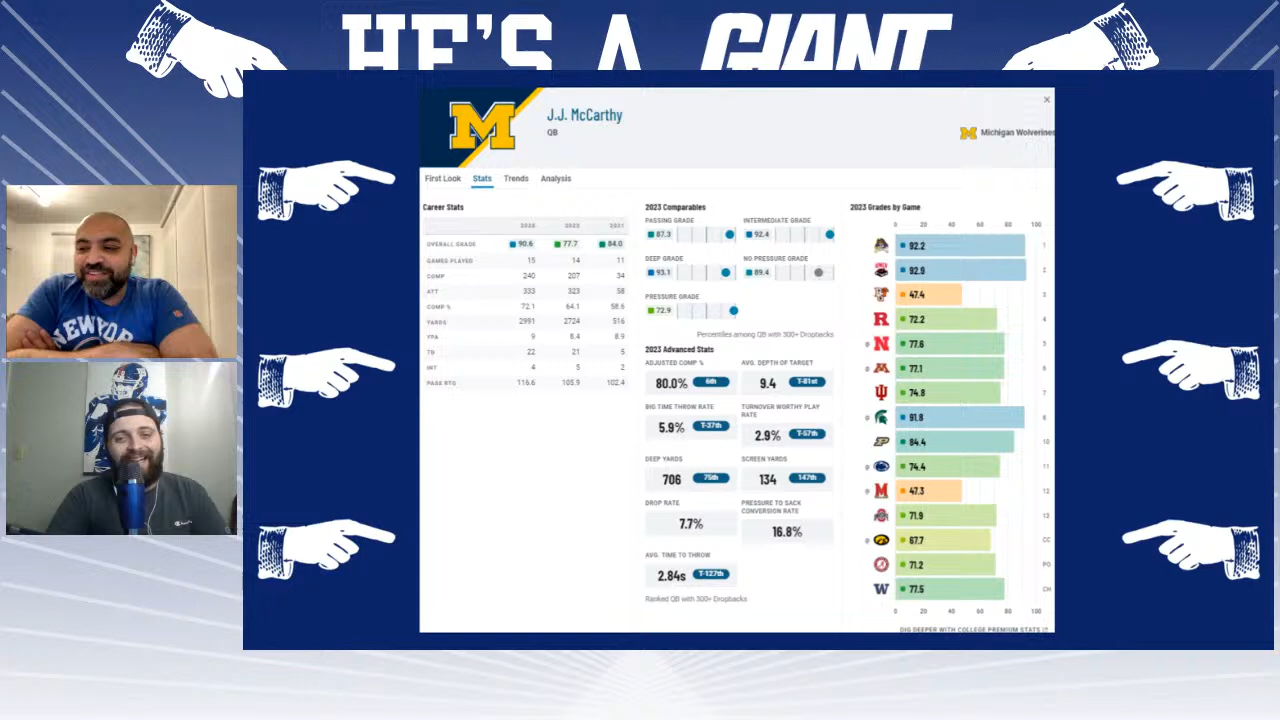 HE'S A GIANT
M
J.J. McCarthy
QB
Michigan Wolverines
First Look Stats Trends Analysis
Career Stats
2023 2022 2021
OVERALL GRADE 90.6 77.7 84.0
GAMES PLAYED 15 14 11
COMP 240 207 34
ATT 333 323 58
COMP % 72.1 64.1 58.6
YARDS 2991 2724 516
YPA 9 8.4 8.9
TD 22 21 5
INT 4 5 2
PASS RTG 116.6 105.9 102.4
2023 Comparables
PASSING GRADE INTERMEDIATE GRADE
87.3 92.4
DEEP GRADE NO PRESSURE GRADE
93.1 89.4
PRESSURE GRADE
72.9
Percentiles among QB with 300+ Dropbacks
2023 Advanced Stats
ADJUSTED COMP % AVG. DEPTH OF TARGET
80.0% 6th 9.4 T-81st
BIG TIME THROW RATE TURNOVER WORTHY PLAY RATE
5.9% T-37th 2.9% T-57th
DEEP YARDS SCREEN YARDS
706 75th 134 147th
DROP RATE PRESSURE TO SACK CONVERSION RATE
7.7% 16.8%
AVG. TIME TO THROW
2.84s T-127th
Ranked QB with 300+ Dropbacks
2023 Grades by Game
0 20 40 60 80 100
92.2 1
92.9 2
47.4 3
R 72.2 4
@ N 77.6 5
@ M 77.1 6
74.8 7
@ S 91.8 8
P 84.4 10
@ 74.4 11
@ M 47.3 12
71.9 13
@ 67.7 CC
71.2 PO
W 77.5 CH
0 20 40 60 80 100
DIG DEEPER WITH COLLEGE PREMIUM STATS
NEW YORK
Champion